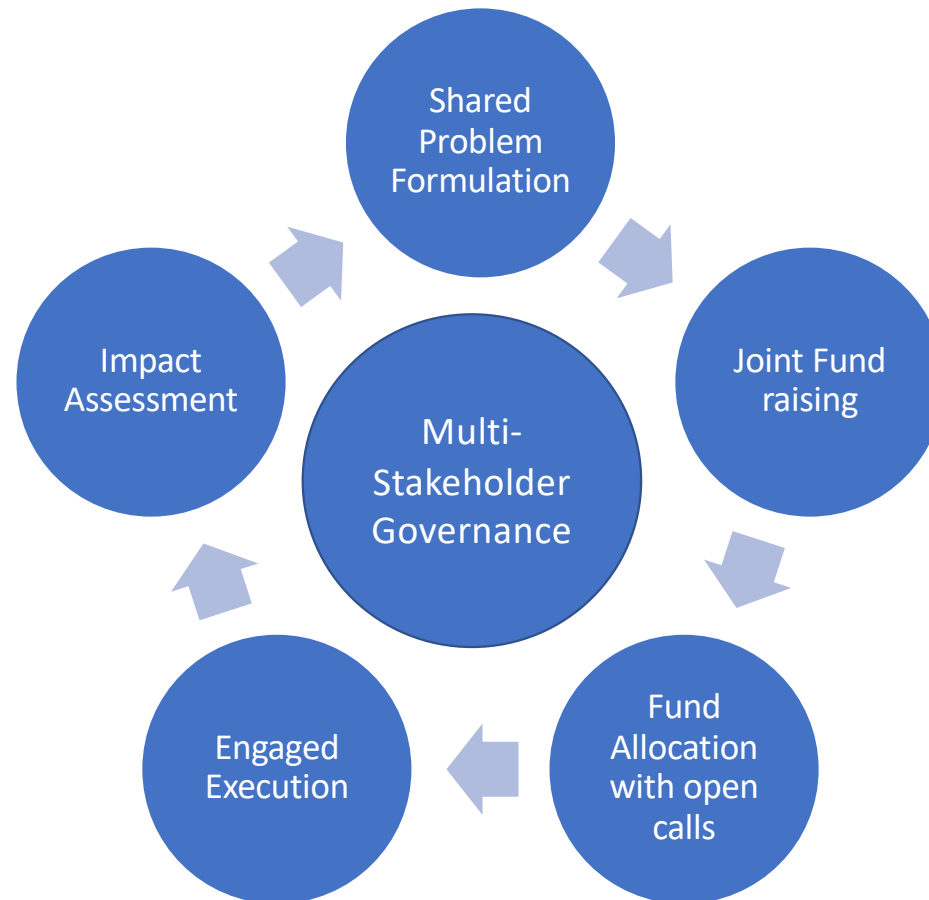 Shared
Problem
Formulation
Joint Fund
raising
Fund
Allocation
with open
calls
Engaged
Execution
Impact
Assessment
Multi-
Stakeholder
Governance